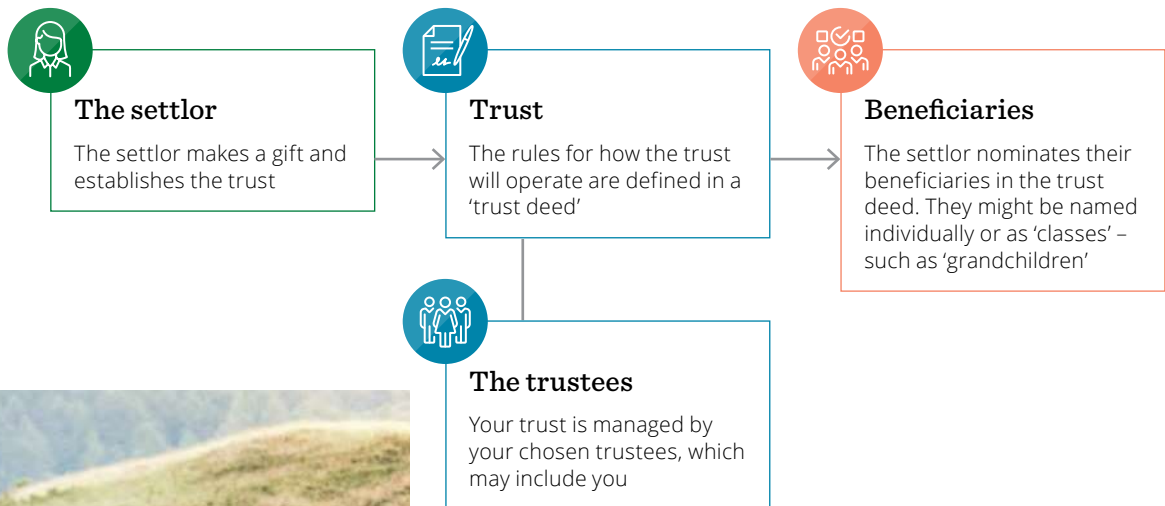 The settlor
The settlor makes a gift and
establishes the trust
Trust
The rules for how the trust
will operate are defined in a
‘trust deed’
Beneficiaries
The settlor nominates their
beneficiaries in the trust
deed. They might be named
individually or as ‘classes’ –
such as ‘grandchildren’
The trustees
Your trust is managed by
your chosen trustees, which
may include you